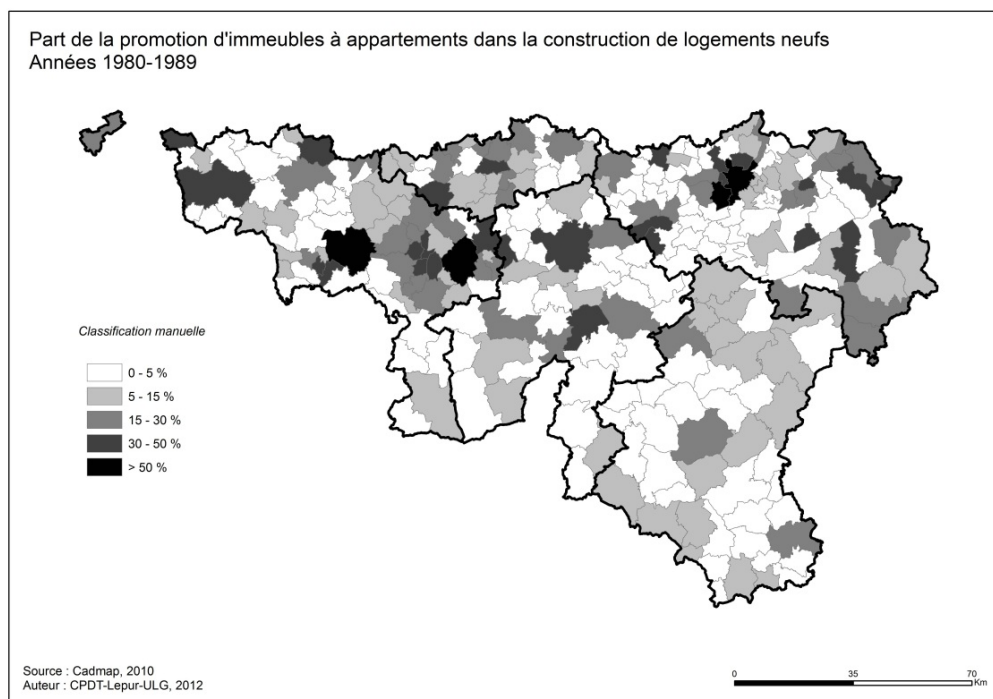 Part de la promotion d'immeubles à appartements dans la construction de logements neufs
Années 1980-1989
Classification manuelle
0 - 5 %
5 - 15 %
15 - 30 %
30 - 50 %
> 50 %
Source : Cadmap, 2010
Auteur : CPDT-Lepur-ULG, 2012
0 35 70
Km